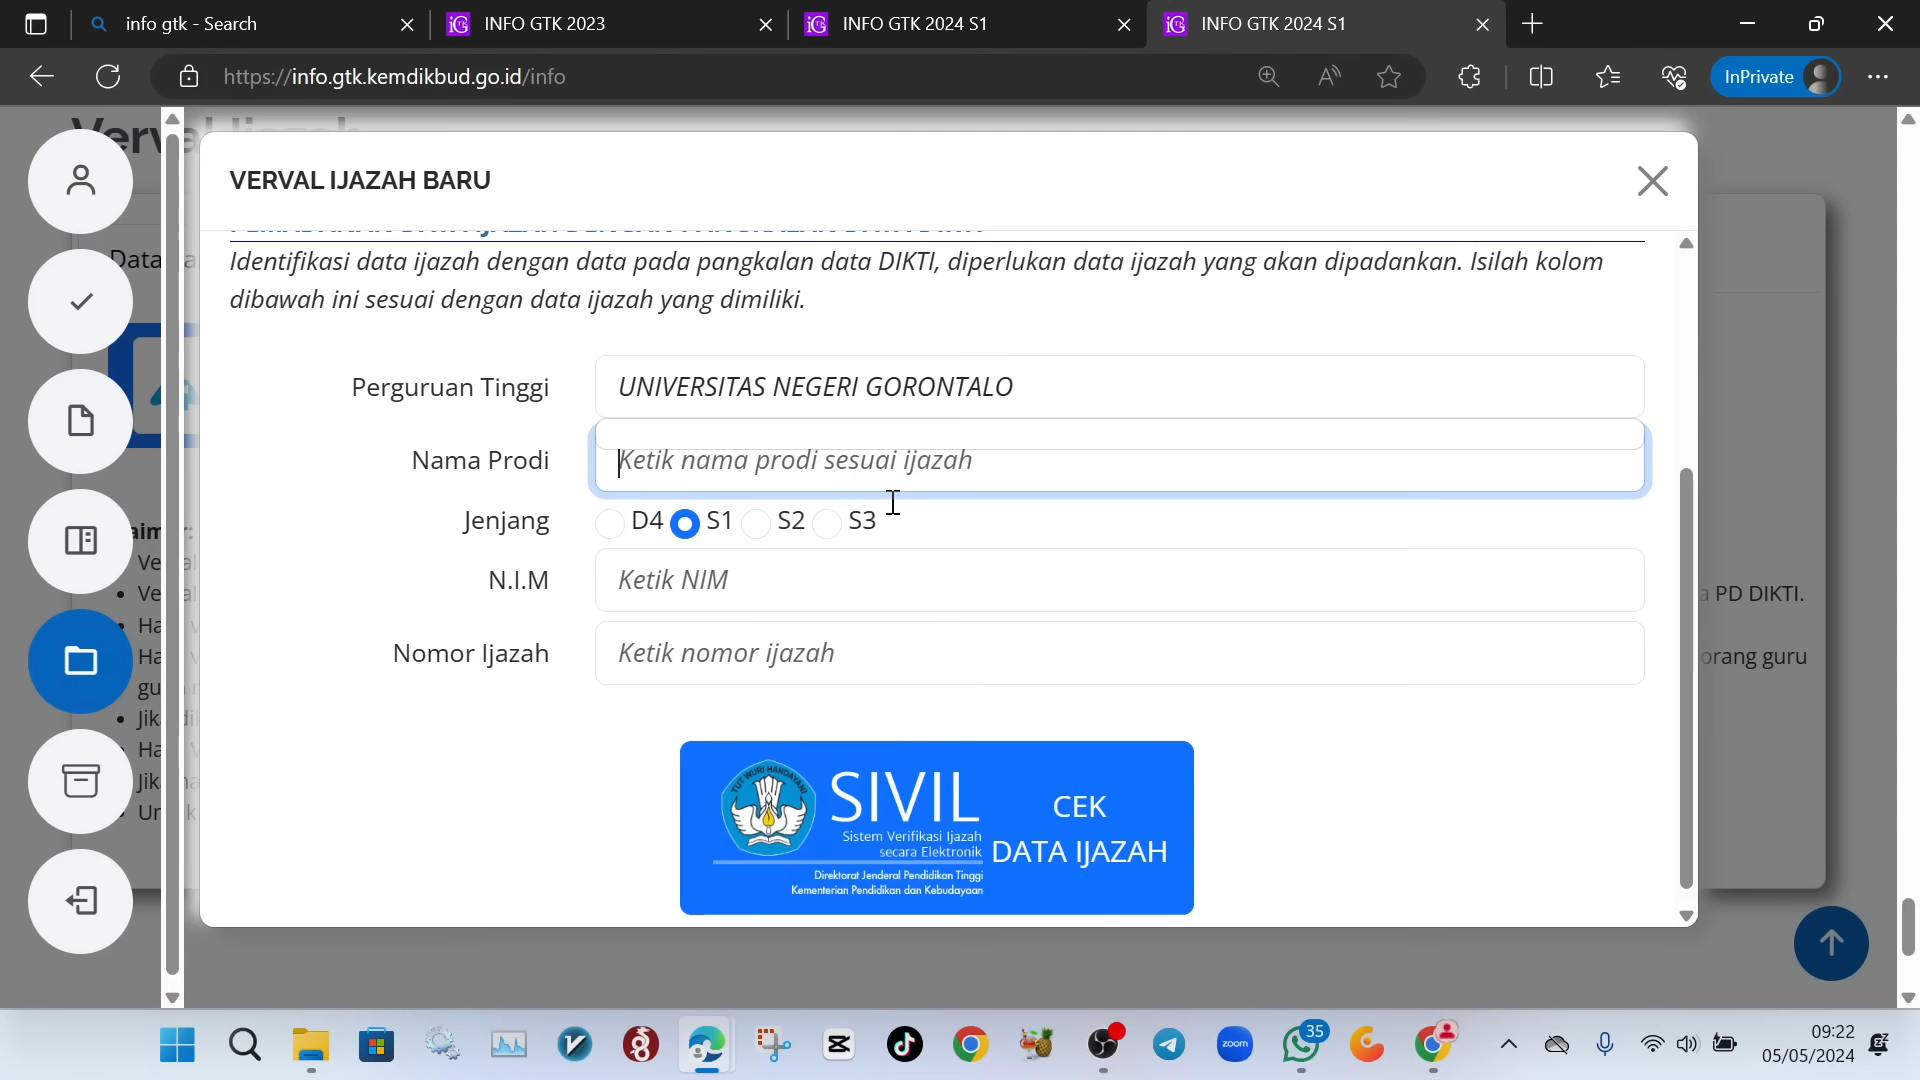 info gtk - Search
INFO GTK 2023
INFO GTK 2024 S1
INFO GTK 2024 S1
https://info.gtk.kemdikbud.go.id/info
InPrivate
VERVAL IJAZAH BARU
Identifikasi data ijazah dengan data pada pangkalan data DIKTI, diperlukan data ijazah yang akan dipadankan. Isilah kolom
dibawah ini sesuai dengan data ijazah yang dimiliki.
Perguruan Tinggi
UNIVERSITAS NEGERI GORONTALO
Nama Prodi
Ketik nama prodi sesuai ijazah
Jenjang
D4 S1 S2 S3
N.I.M
Ketik NIM
Nomor Ijazah
Ketik nomor ijazah
SIVIL
Sistem Verifikasi Ijazah
secara Elektronik
Direktorat Jenderal Pendidikan Tinggi
Kementerian Pendidikan dan Kebudayaan
CEK
DATA IJAZAH
PD DIKTI.
orang guru
zoom
35
09:22
05/05/2024